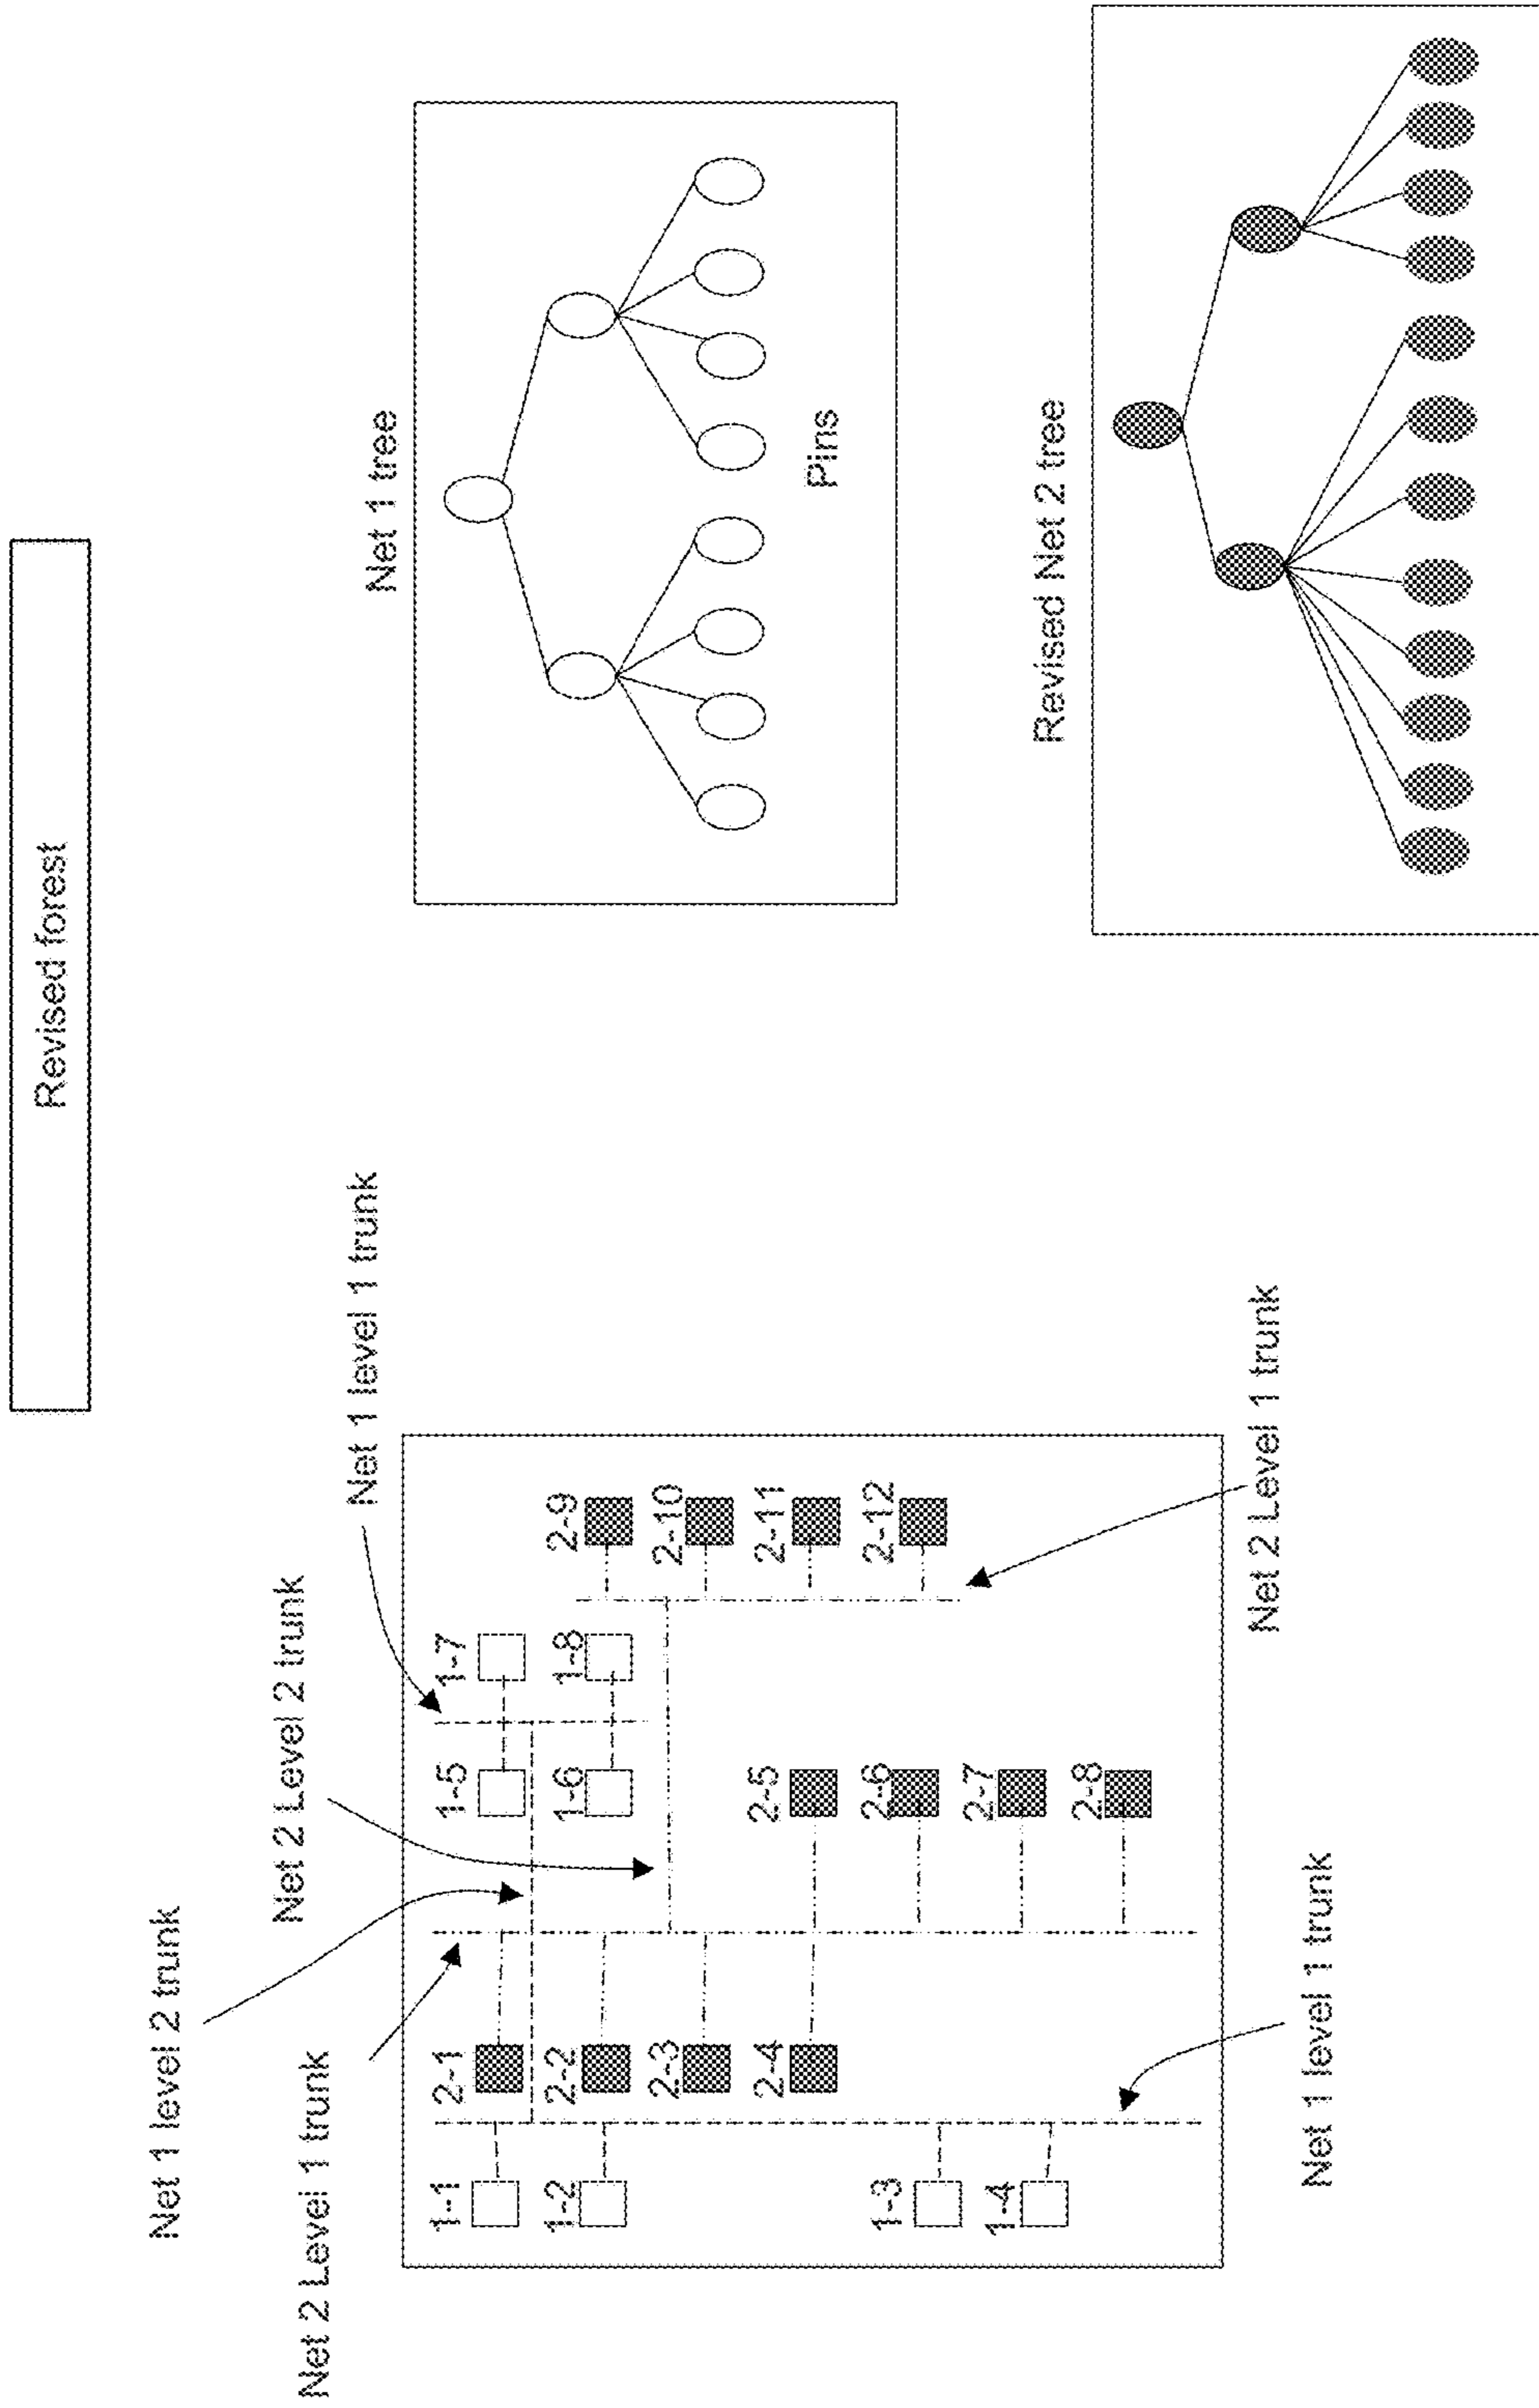 Revised forest
Net 1 level 2 trunk
Net 2 Level 2 trunk
Net 2 Level 1 trunk
Net 1 level 1 trunk
1-1
2-1
1-5
1-7
1-2
2-2
1-6
1-8
2-9
2-3
2-10
2-4
2-5
2-11
1-3
2-6
2-12
1-4
2-7
2-8
Net 1 level 1 trunk
Net 2 Level 1 trunk
Net 1 tree
Pins
Revised Net 2 tree